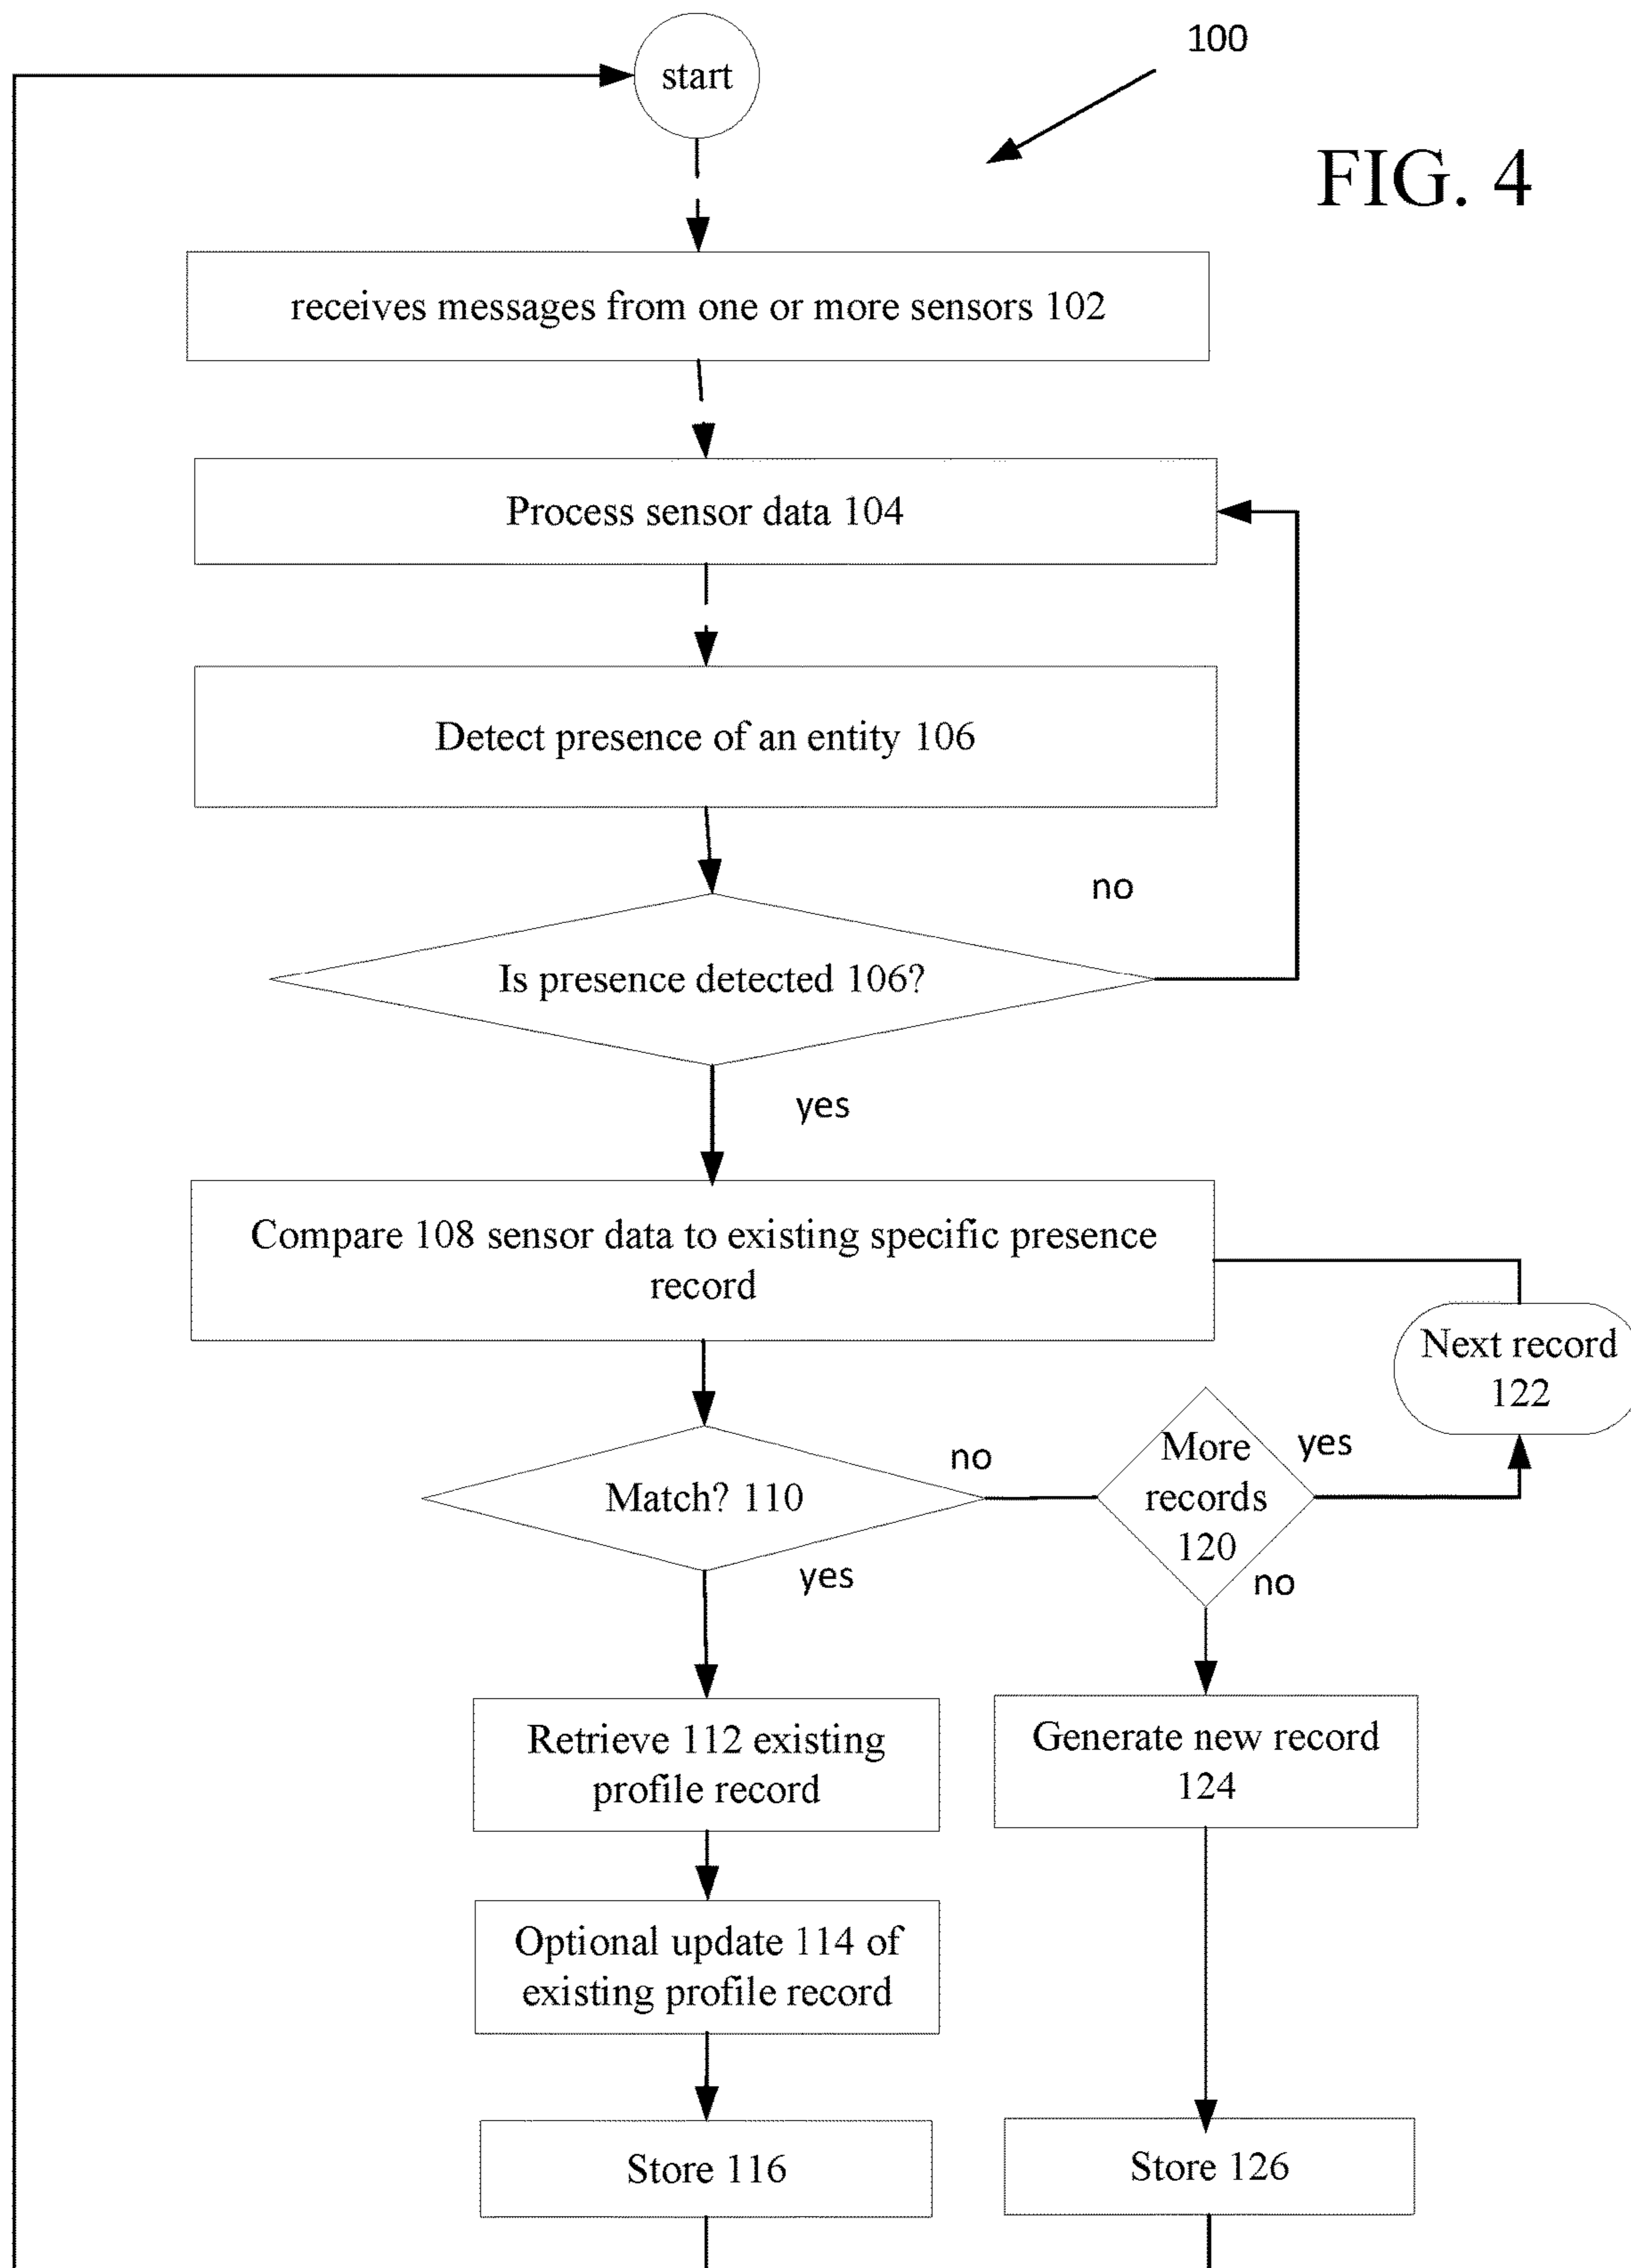 100
start
FIG. 4
receives messages from one or more sensors 102
Process sensor data 104
Detect presence of an entity 106
no
Is presence detected 106?
yes
Compare 108 sensor data to existing specific presence
record
Next record
122
Match? 110
no
More
records
120
yes
yes
no
Retrieve 112 existing
profile record
Generate new record
124
Optional update 114 of
existing profile record
Store 116
Store 126